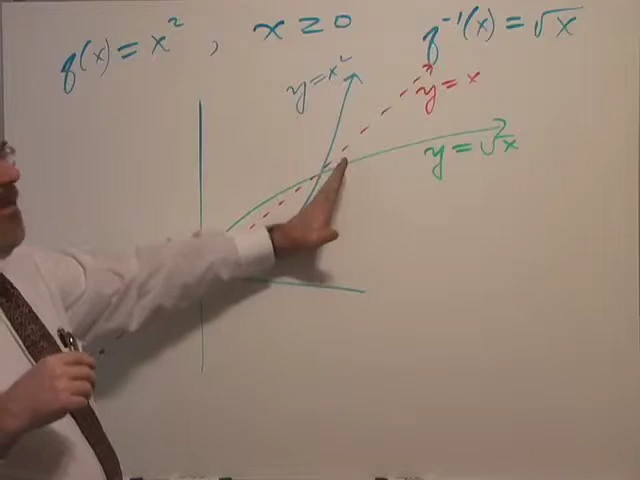 f(x) = x² , x ≥ 0 f⁻¹(x) = √x
y = x²
y = x
y = √x